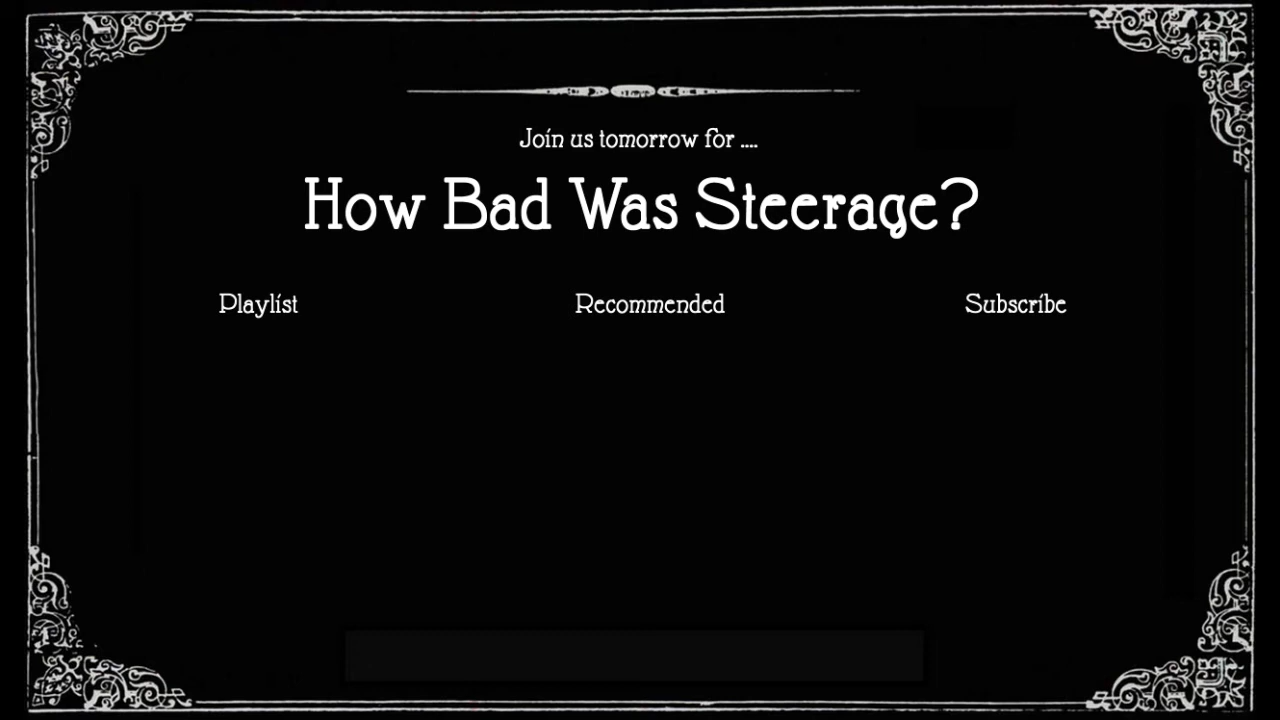 Join us tomorrow for ....
How Bad Was Steerage?
Playlist Recommended Subscribe